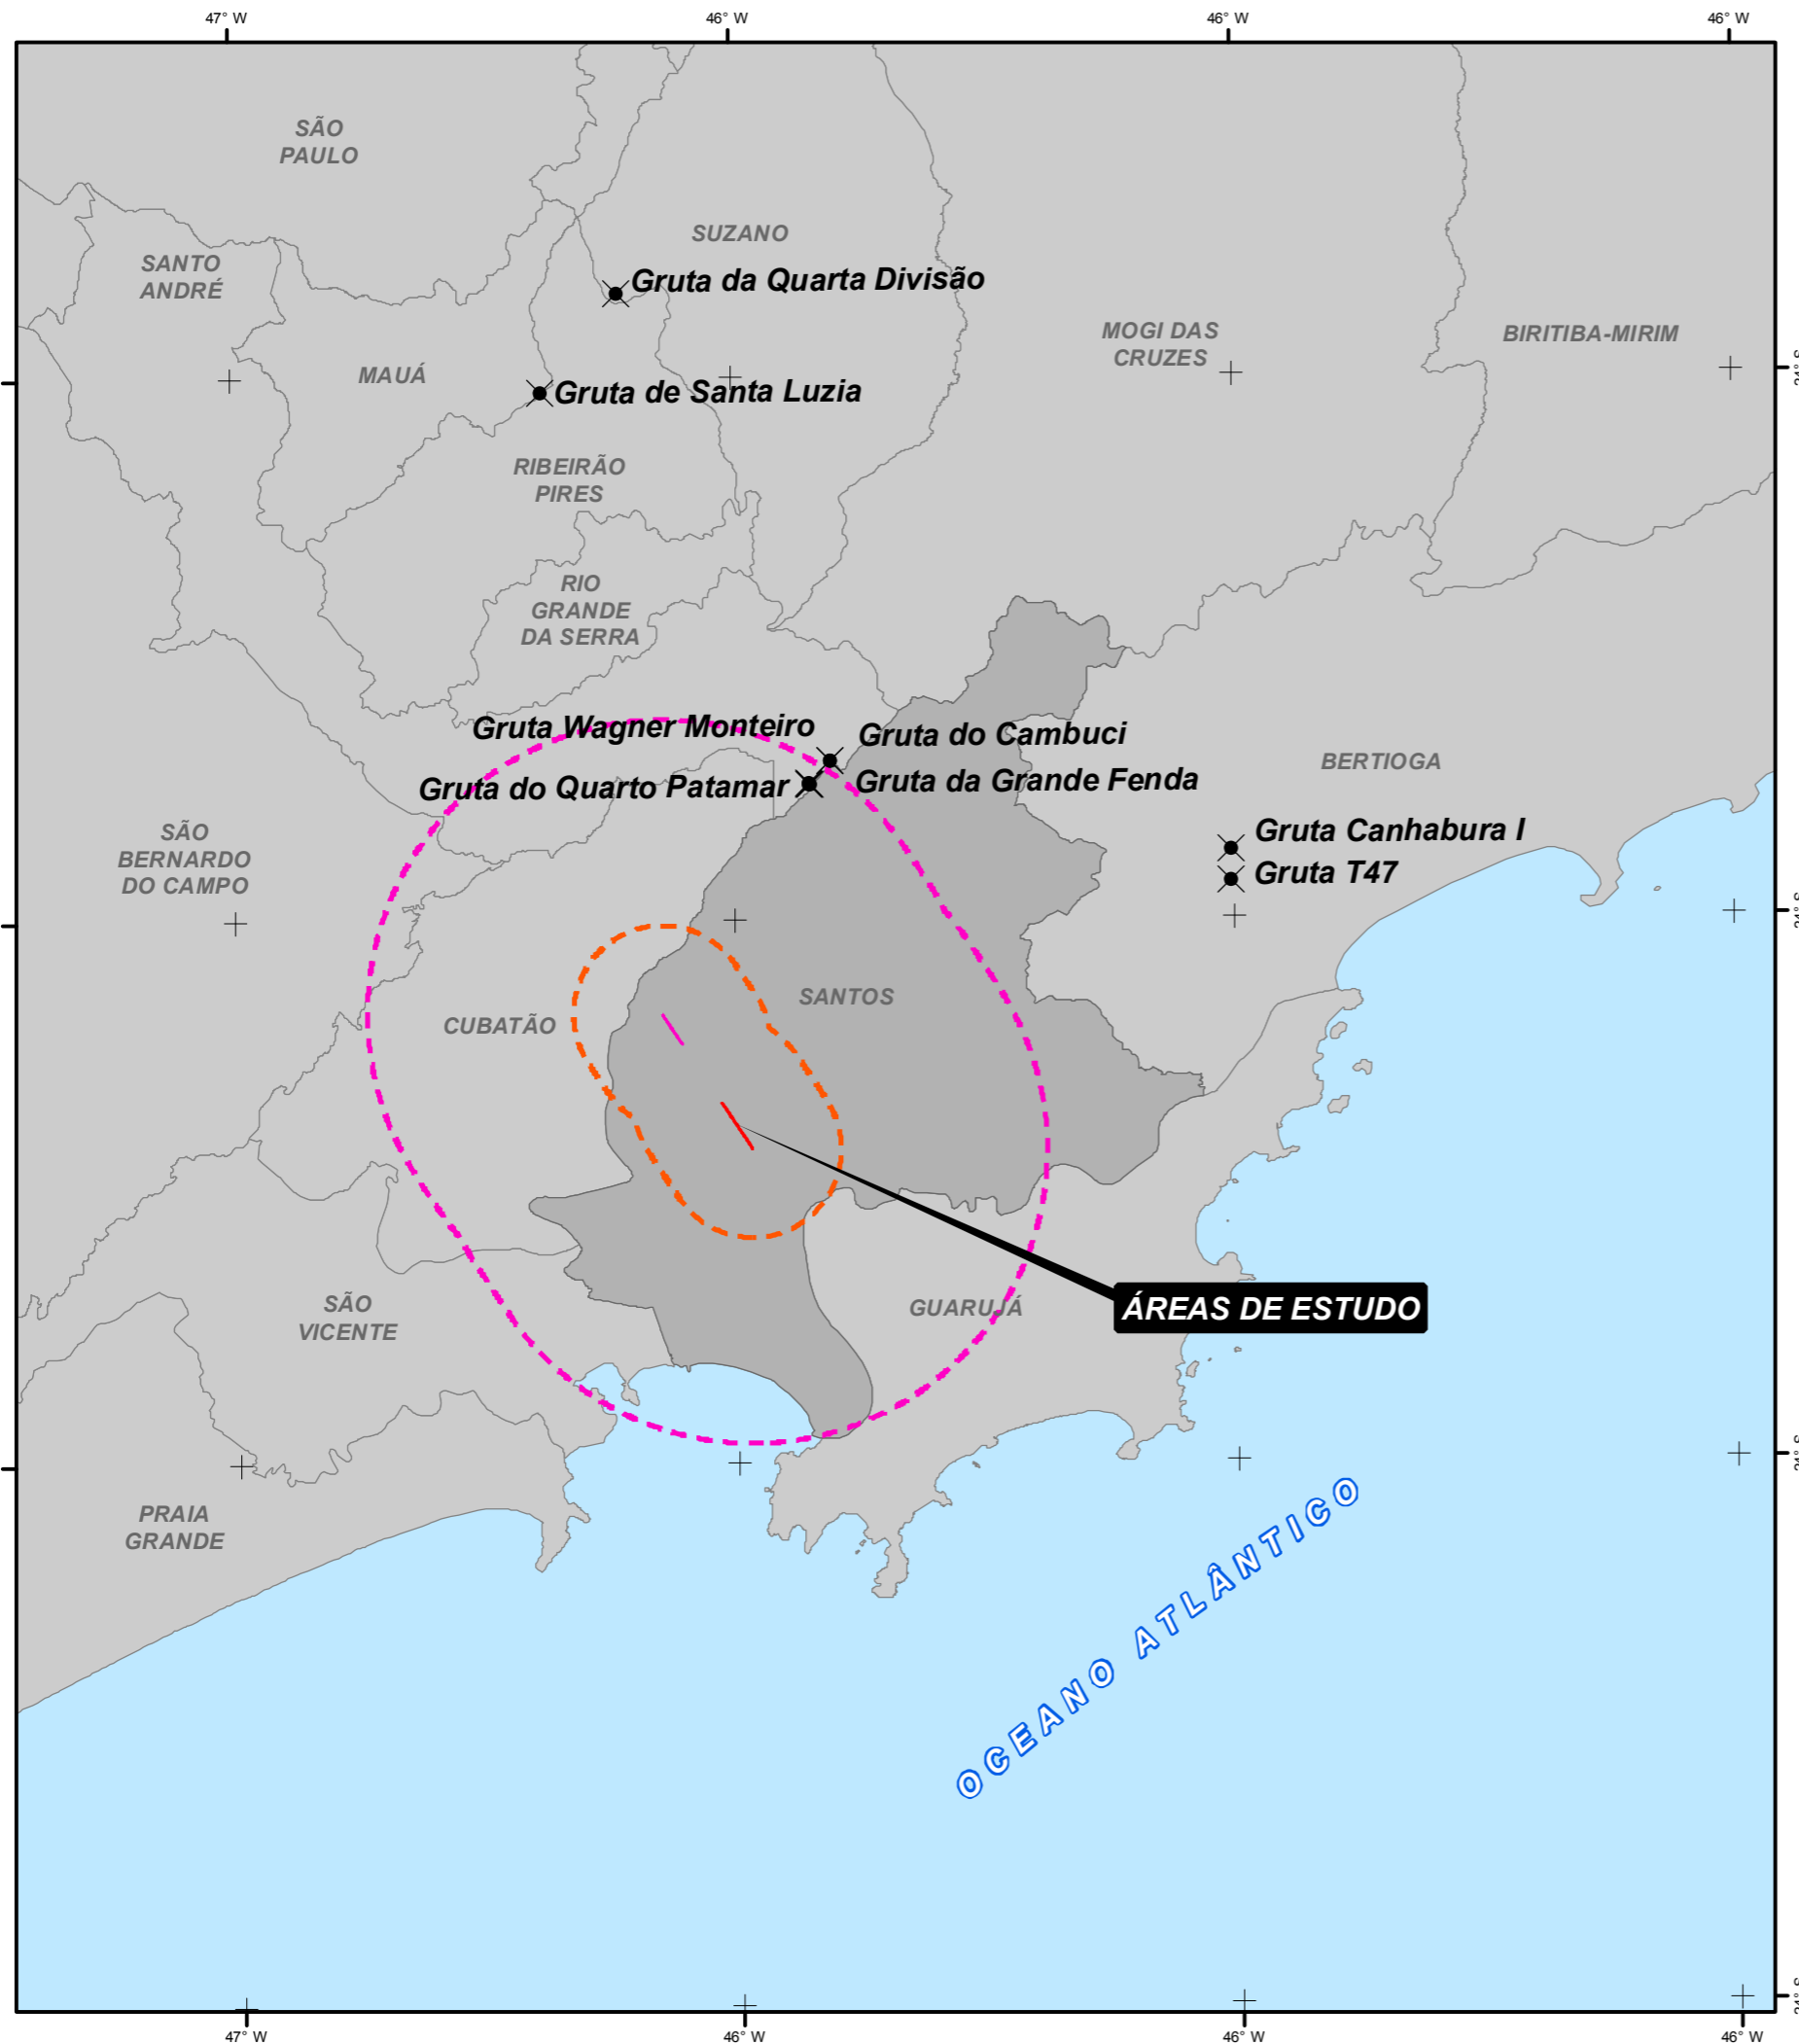 47° W
46° W
46° W
46° W
SÃO
PAULO
SUZANO
SANTO
ANDRÉ
Gruta da Quarta Divisão
MOGI DAS
CRUZES
BIRITIBA-MIRIM
MAUÁ
Gruta de Santa Luzia
RIBEIRÃO
PIRES
RIO
GRANDE
DA SERRA
Gruta Wagner Monteiro
Gruta do Cambuci
BERTIOGA
Gruta do Quarto Patamar
Gruta da Grande Fenda
SÃO
BERNARDO
DO CAMPO
Gruta Canhabura I
Gruta T47
SANTOS
CUBATÃO
SÃO
VICENTE
GUARUJÁ
ÁREAS DE ESTUDO
PRAIA
GRANDE
OCEANO ATLÂNTICO
47° W
46° W
46° W
46° W